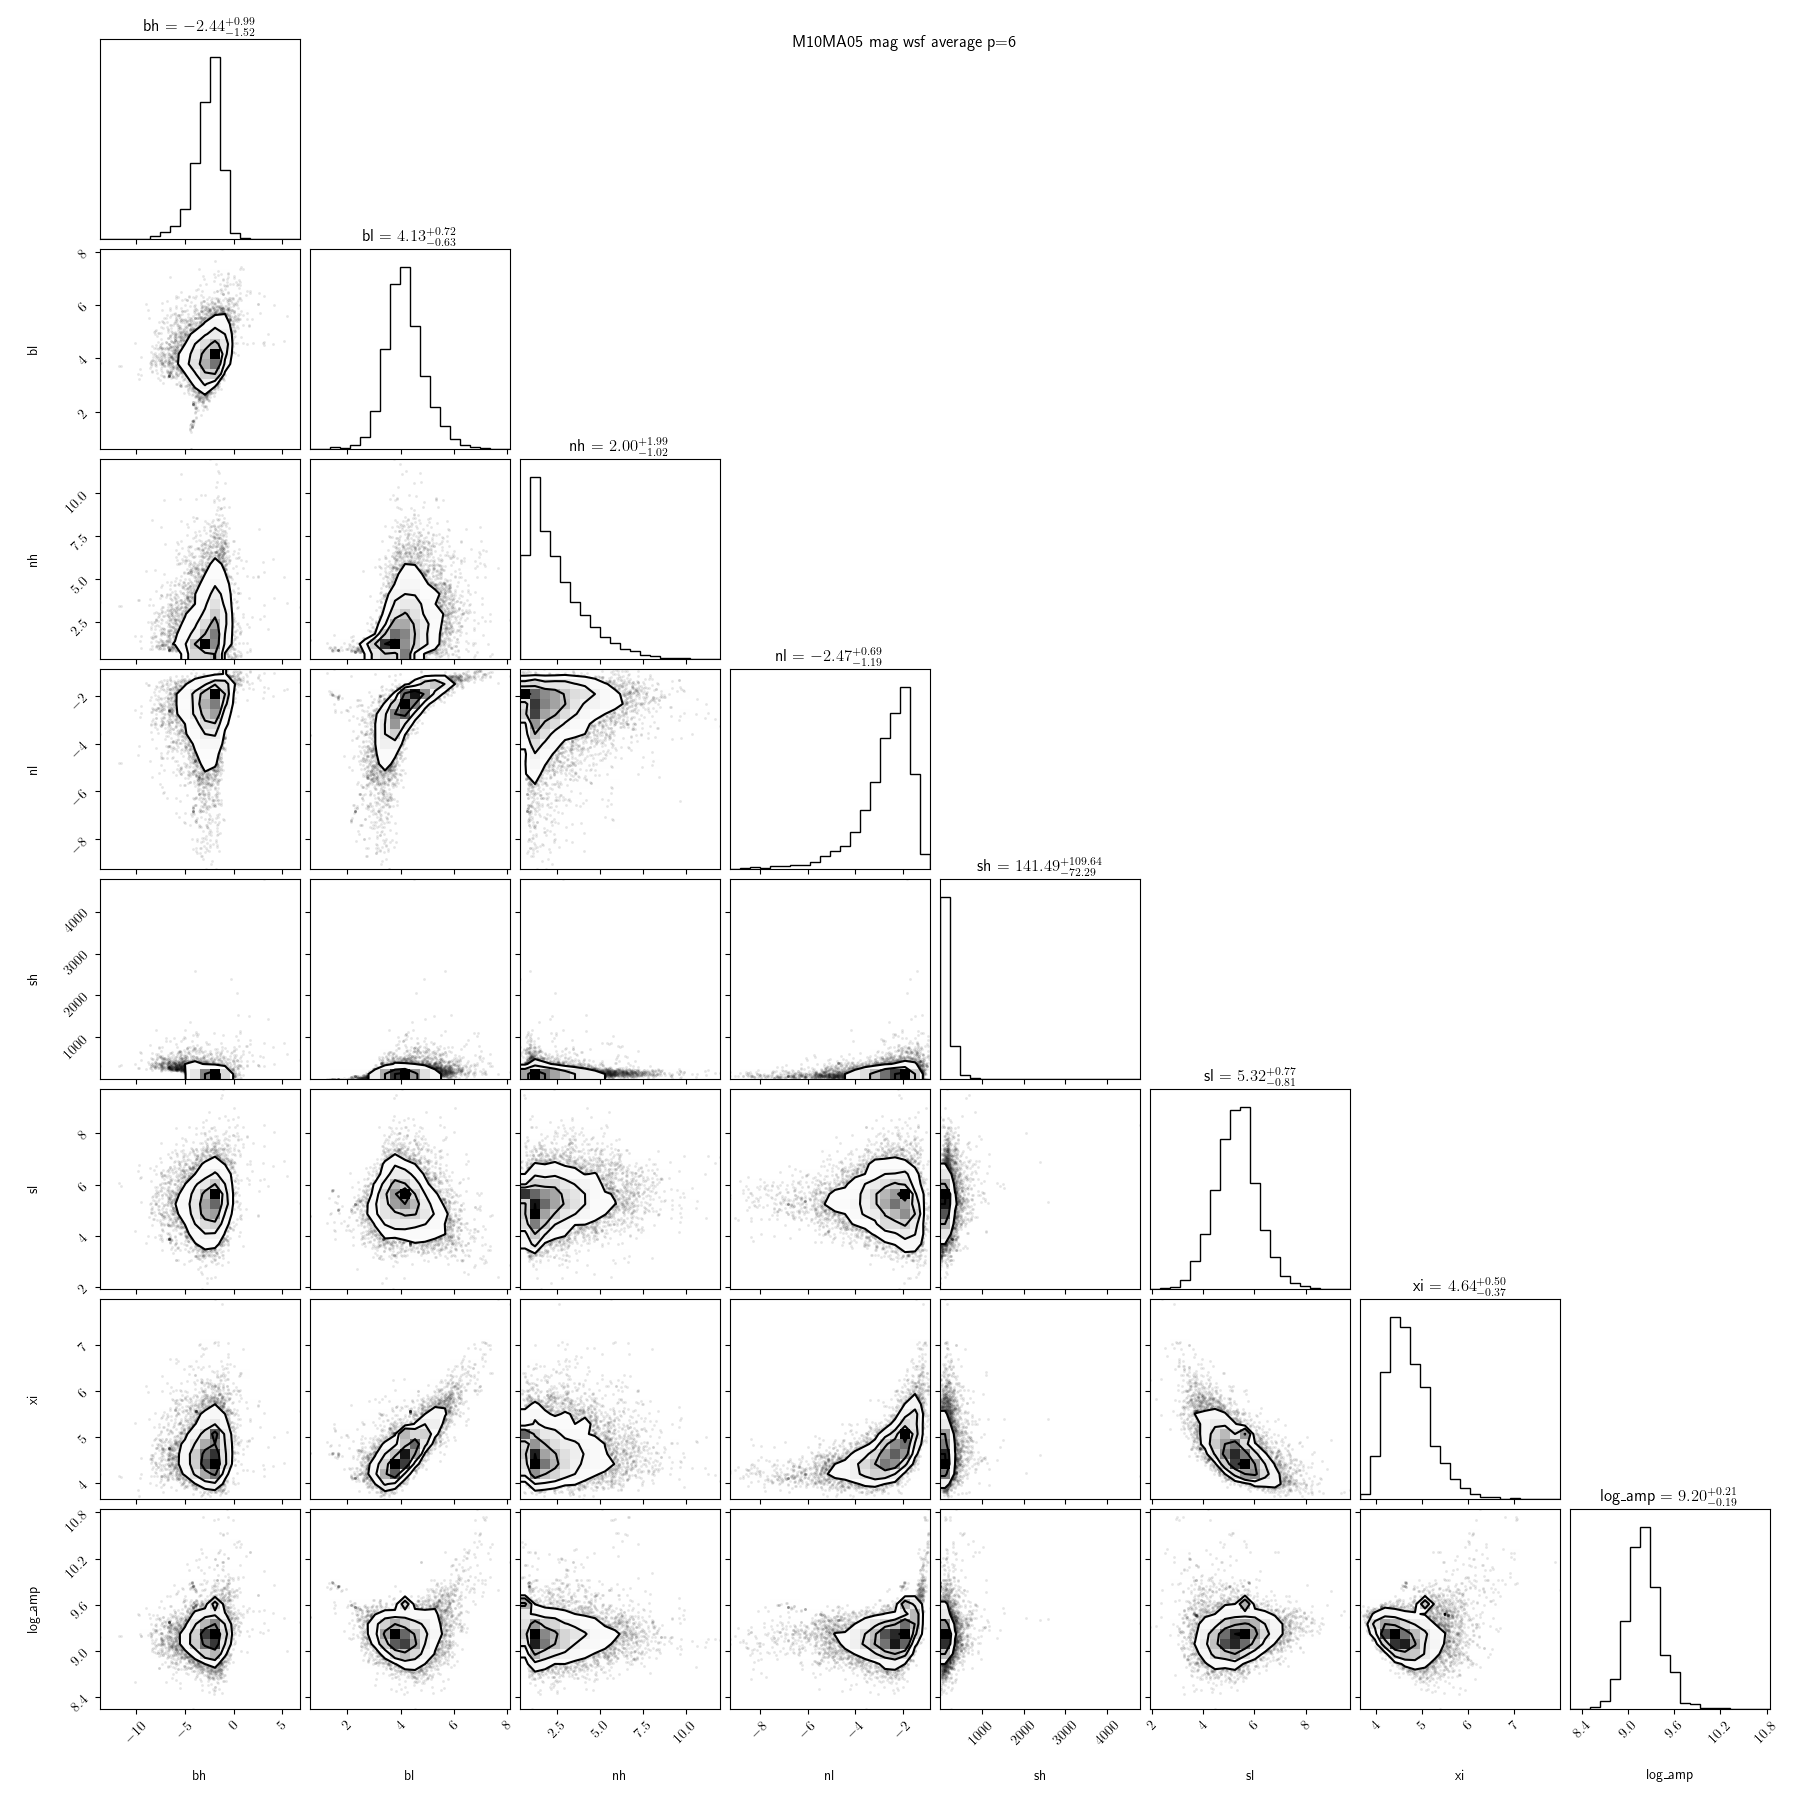 M10MA05 mag wsf average p=6
bh = −2.44+0.99−1.52
bl = 4.13+0.72−0.63
8
6
4
2
bl
nh = 2.00+1.99−1.02
10.0
7.5
5.0
2.5
nh
nl = −2.47+0.69−1.19
−2
−4
−6
−8
nl
sh = 141.49+109.64−72.29
4000
3000
2000
1000
sh
sl = 5.32+0.77−0.81
8
6
4
2
sl
xi = 4.64+0.50−0.37
7
6
5
4
xi
log_amp = 9.20+0.21−0.19
10.8
10.2
9.6
9.0
8.4
log_amp
−10 −5 0 5 2 4 6 8 2.5 5.0 7.5 10.0 −8 −6 −4 −2 1000 2000 3000 4000 2 4 6 8 4 5 6 7 8.4 9.0 9.6 10.2 10.8
bh bl nh nl sh sl xi log_amp